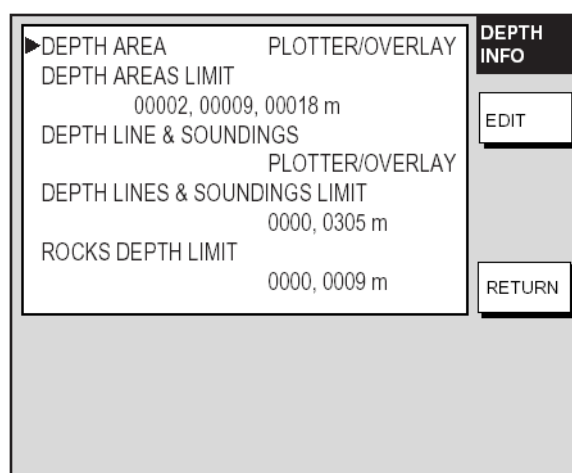 DEPTH AREA PLOTTER/OVERLAY
DEPTH AREAS LIMIT
00002, 00009, 00018 m
DEPTH LINE & SOUNDINGS
PLOTTER/OVERLAY
DEPTH LINES & SOUNDINGS LIMIT
0000, 0305 m
ROCKS DEPTH LIMIT
0000, 0009 m
DEPTH
INFO
EDIT
RETURN